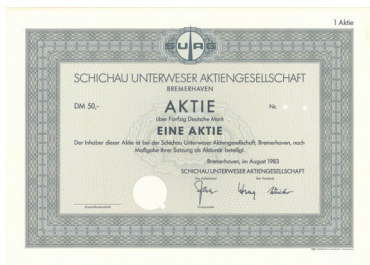 1 Aktie
SUAG
SCHICHAU UNTERWESER AKTIENGESELLSCHAFT
BREMERHAVEN
DM 50,- AKTIE Nr.
über Fünfzig Deutsche Mark
EINE AKTIE
Der Inhaber dieser Aktie ist bei der Schichau Unterweser Aktiengesellschaft, Bremerhaven, nach
Maßgabe ihrer Satzung als Aktionär beteiligt.
Bremerhaven, im August 1983
SCHICHAU UNTERWESER AKTIENGESELLSCHAFT
Der Aufsichtsrat Der Vorstand